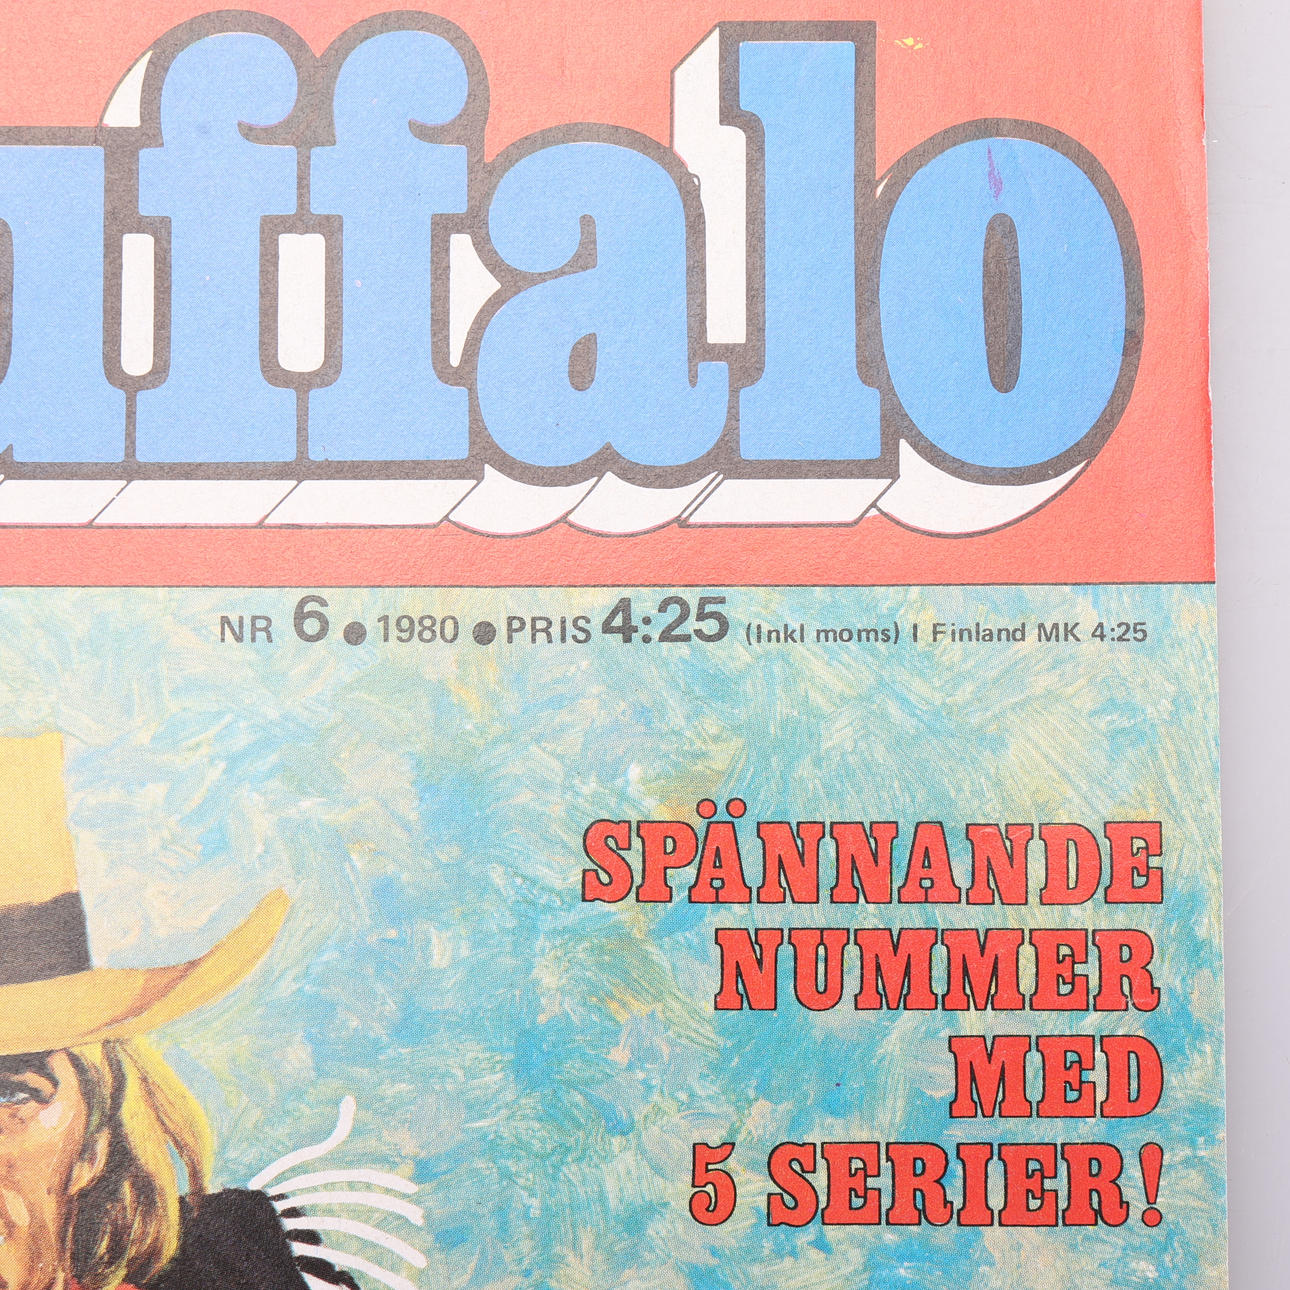 uffalo
NR 6 ● 1980 ● PRIS 4:25 (Inkl moms) I Finland MK 4:25
SPÄNNANDE
NUMMER
MED
5 SERIER!